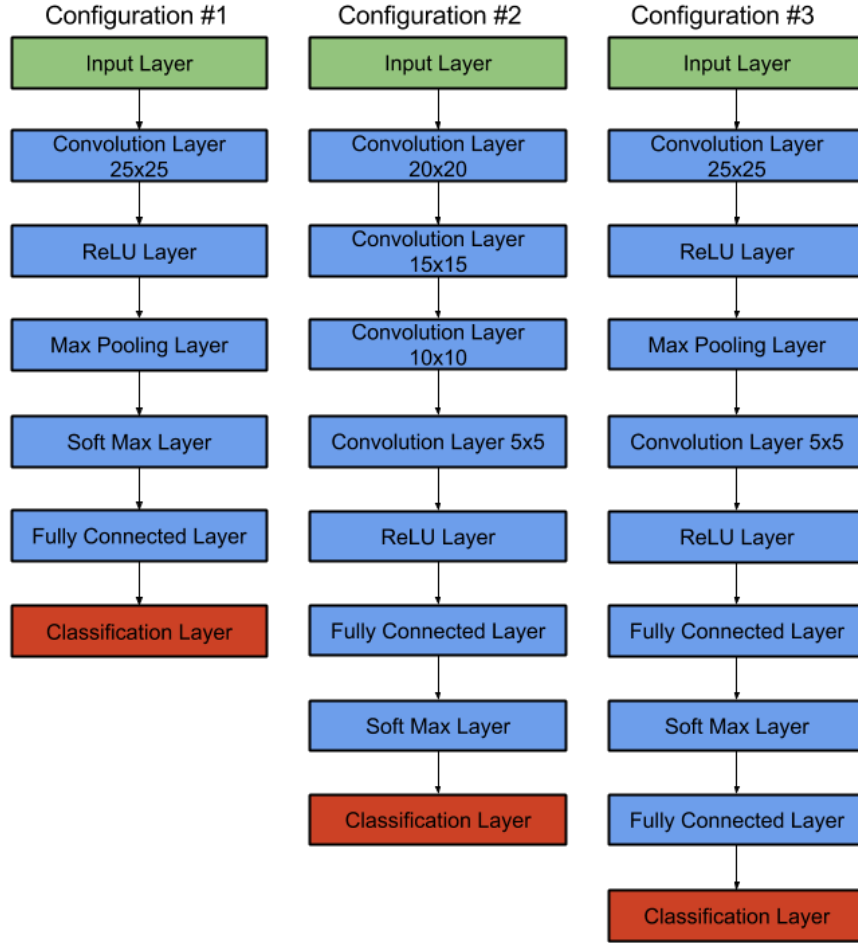 Configuration #1
Input Layer
Convolution Layer
25x25
ReLU Layer
Max Pooling Layer
Soft Max Layer
Fully Connected Layer
Classification Layer
Configuration #2
Input Layer
Convolution Layer
20x20
Convolution Layer
15x15
Convolution Layer
10x10
Convolution Layer 5x5
ReLU Layer
Fully Connected Layer
Soft Max Layer
Classification Layer
Configuration #3
Input Layer
Convolution Layer
25x25
ReLU Layer
Max Pooling Layer
Convolution Layer 5x5
ReLU Layer
Fully Connected Layer
Soft Max Layer
Fully Connected Layer
Classification Layer